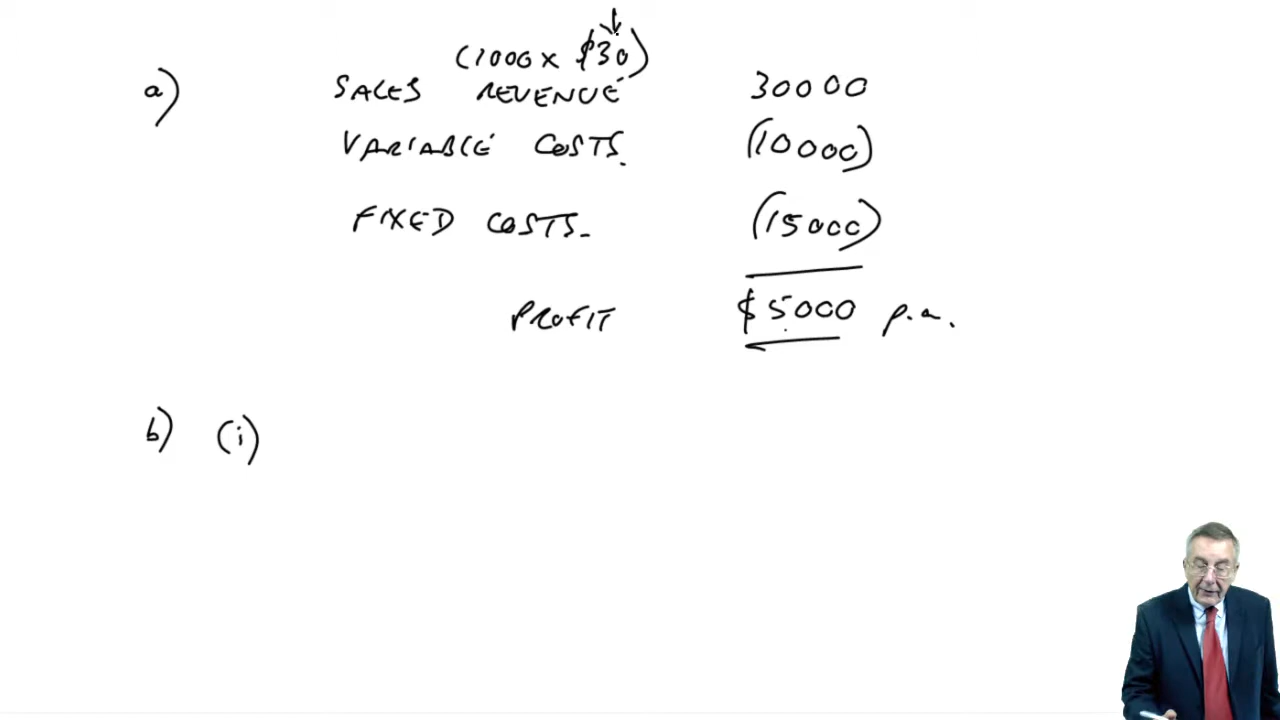 (1000 x $30)
a) SALES REVENUE 30000
VARIABLE COSTS. (10000)
FIXED COSTS. (15000)
PROFIT $5000 p.a.
b) (i)